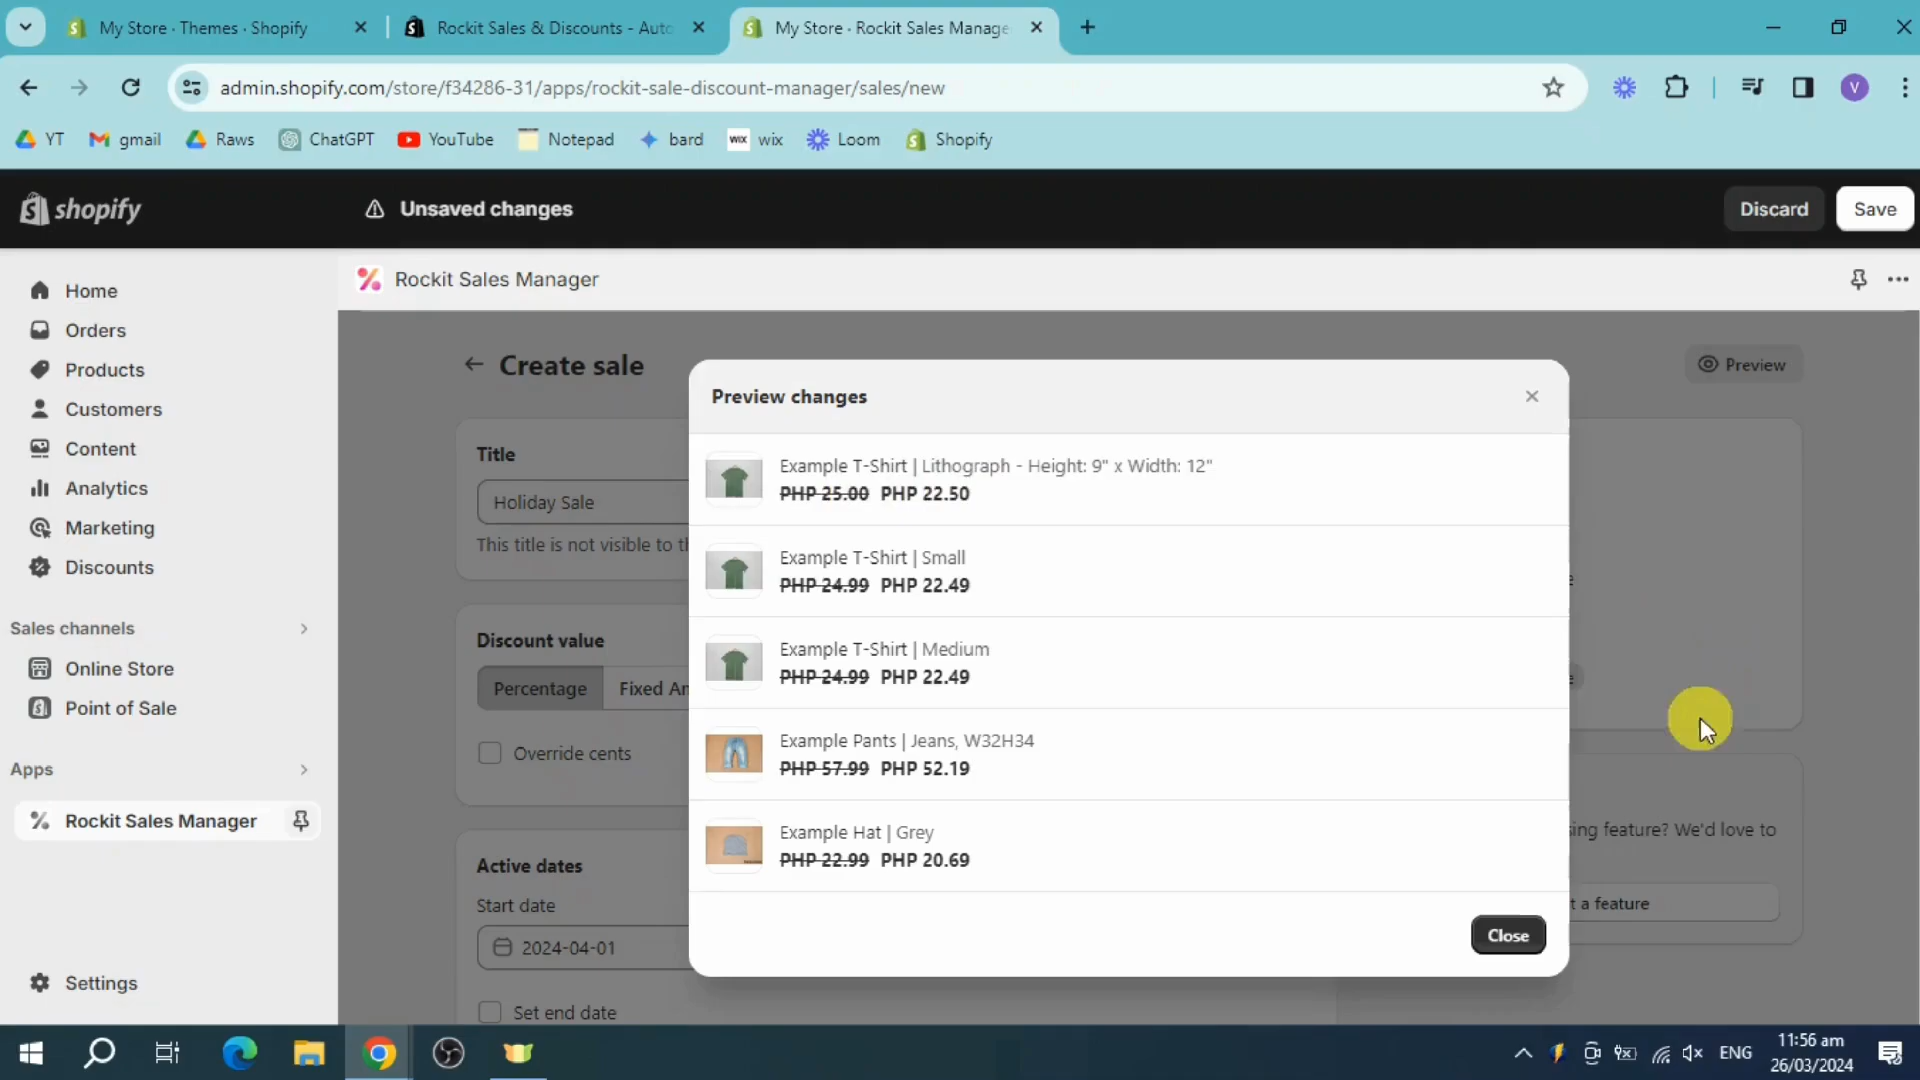 My Store · Themes · Shopify
Rockit Sales & Discounts - Auto
My Store · Rockit Sales Manage
admin.shopify.com/store/f34286-31/apps/rockit-sale-discount-manager/sales/new
V
YT
gmail
Raws
ChatGPT
YouTube
Notepad
bard
WIX wix
Loom
Shopify
shopify
Unsaved changes
Discard
Save
Home
Orders
Products
Customers
Content
Analytics
Marketing
Discounts
Sales channels
Online Store
Point of Sale
Apps
Rockit Sales Manager
Settings
Rockit Sales Manager
Create sale
Preview
Title
Holiday Sale
This title is not visible to th
Discount value
Percentage
Fixed Am
Override cents
Active dates
Start date
2024-04-01
Set end date
Preview changes
Example T-Shirt | Lithograph - Height: 9" x Width: 12"
PHP 25.00 PHP 22.50
Example T-Shirt | Small
PHP 24.99 PHP 22.49
Example T-Shirt | Medium
PHP 24.99 PHP 22.49
Example Pants | Jeans, W32H34
PHP 57.99 PHP 52.19
Example Hat | Grey
PHP 22.99 PHP 20.69
Close
ing feature? We'd love to
t a feature
ENG
11:56 am
26/03/2024